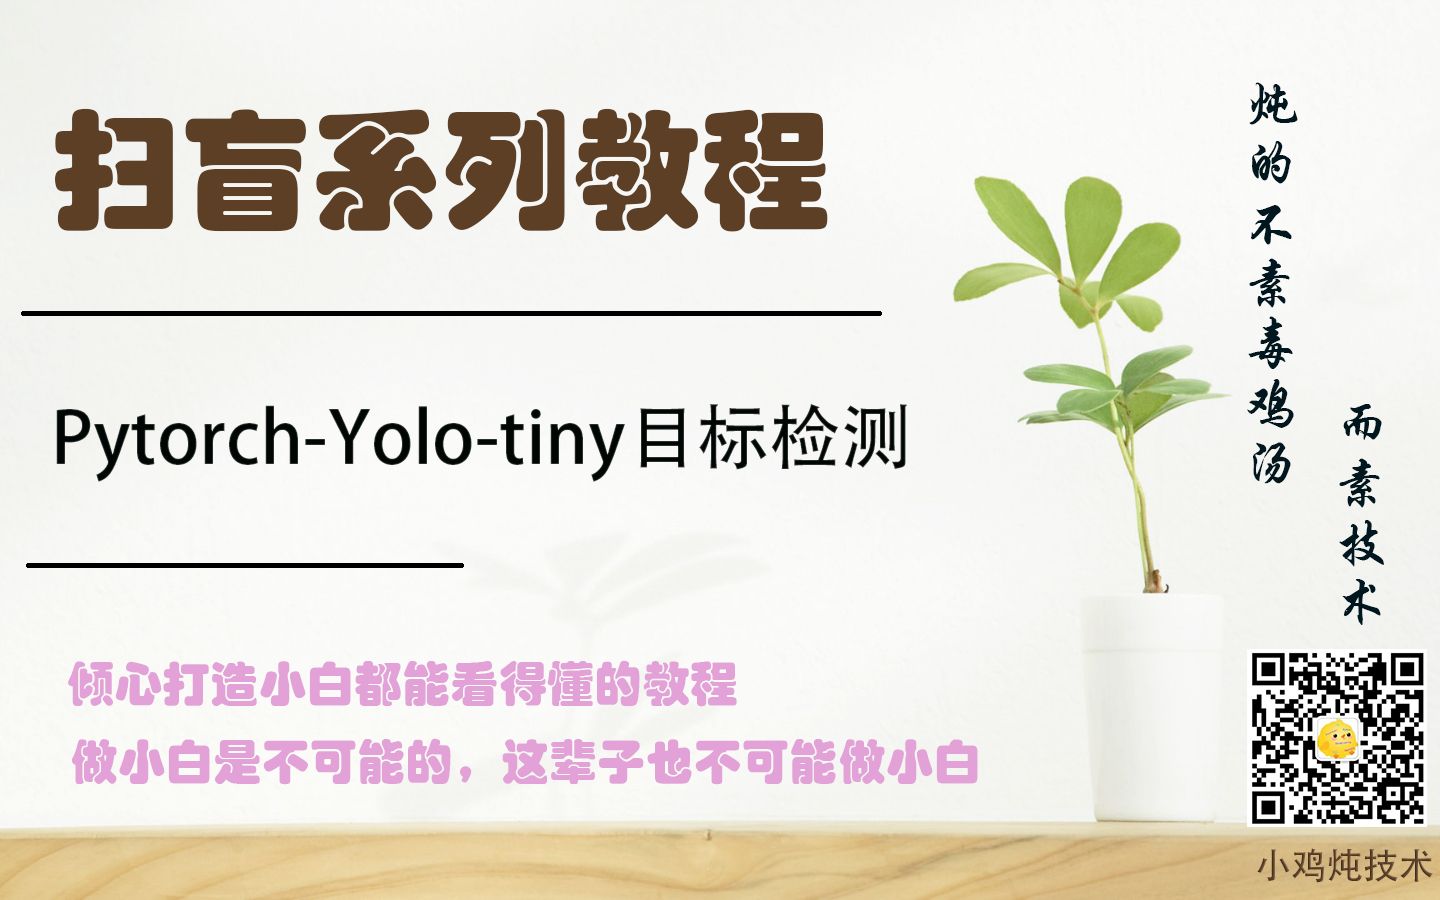 扫盲系列教程
Pytorch-Yolo-tiny目标检测
倾心打造小白都能看得懂的教程
做小白是不可能的，这辈子也不可能做小白
炖的不素毒鸡汤
而素技术
小鸡炖技术